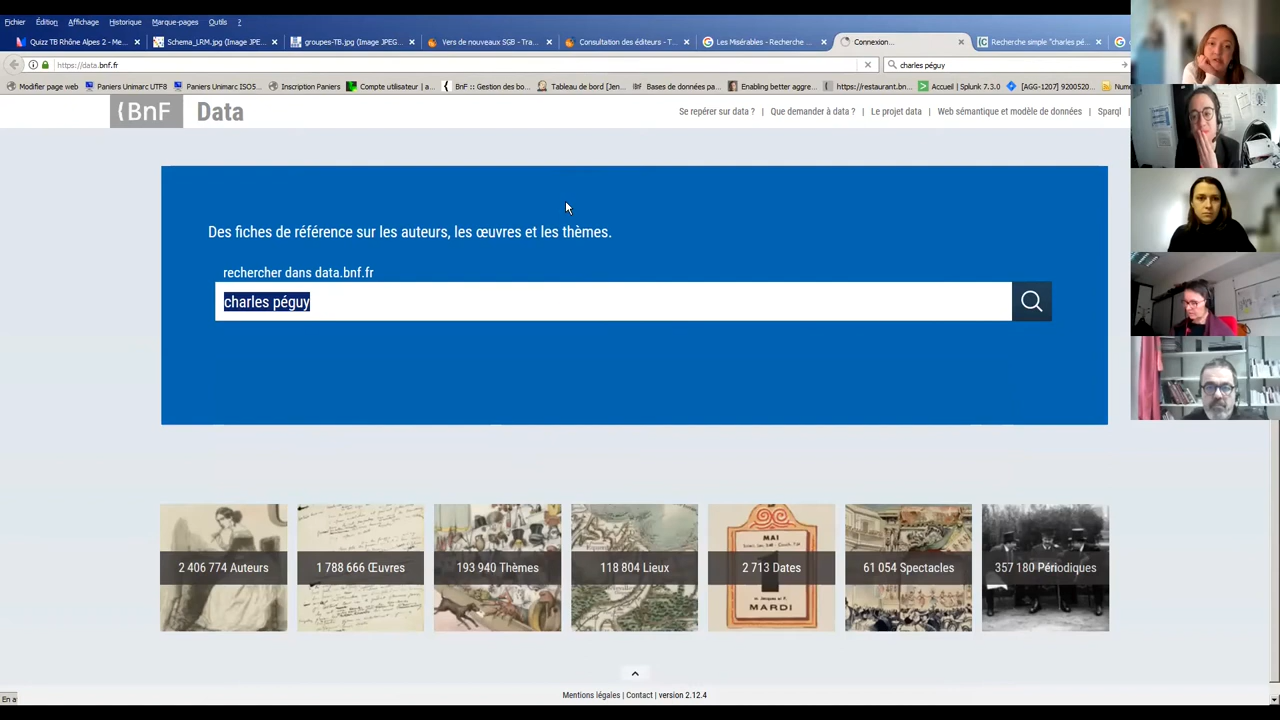 Fichier Édition Affichage Historique Marque-pages Outils ?
Quizz TB Rhône Alpes 2 - Me... Schema_LRM.jpg (Image JPE... groupes-TB.jpg (Image JPEG... Vers de nouveaux SGB - Tra... Consultation des éditeurs - T... Les Misérables - Recherche ... Connexion... Recherche simple "charles pé...
https://data.bnf.fr charles péguy
Modifier page web Paniers Unimarc UTF8 Paniers Unimarc ISO5... Inscription Paniers Compte utilisateur | a... BnF :: Gestion des bo... Tableau de bord [Jen... Bases de données pa... Enabling better aggre... https://restaurant.bn... Accueil | Splunk 7.3.0 [AGG-1207] 9200520... Num
{BnF Data
Se repérer sur data ? | Que demander à data ? | Le projet data | Web sémantique et modèle de données | Sparql |
Des fiches de référence sur les auteurs, les œuvres et les thèmes.
rechercher dans data.bnf.fr
charles péguy
MAI
MARDI
2 406 774 Auteurs 1 788 666 Œuvres 193 940 Thèmes 118 804 Lieux 2 713 Dates 61 054 Spectacles 357 180 Périodiques
Mentions légales | Contact | version 2.12.4
En a